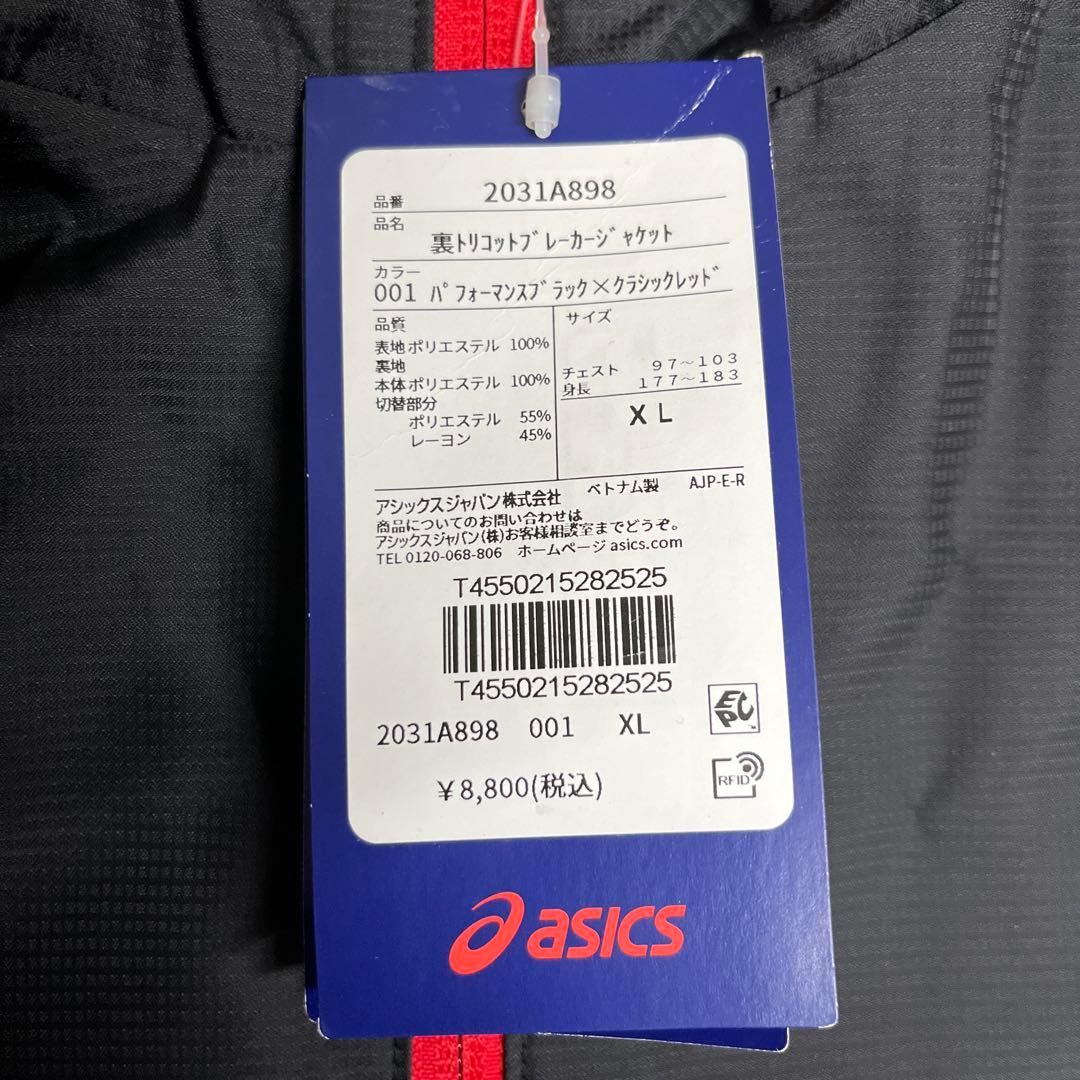 品番 2031A898
品名 裏ﾄﾘｺｯﾄﾌﾞﾚｰｶｰｼﾞｬｹｯﾄ
カラー
001 ﾊﾟﾌｫｰﾏﾝｽﾌﾞﾗｯｸ×ｸﾗｼｯｸﾚｯﾄﾞ
品質
表地ポリエステル 100%
裏地
本体ポリエステル 100%
切替部分
ポリエステル 55%
レーヨン 45%
サイズ
チェスト 97～103
身長 177～183
XL
アシックスジャパン株式会社 ベトナム製 AJP-E-R
商品についてのお問い合わせは
アシックスジャパン(株)お客様相談室までどうぞ。
TEL 0120-068-806 ホームページ asics.com
T4550215282525
T4550215282525
2031A898 001 XL
EPC™
¥8,800(税込)
RFID
asics